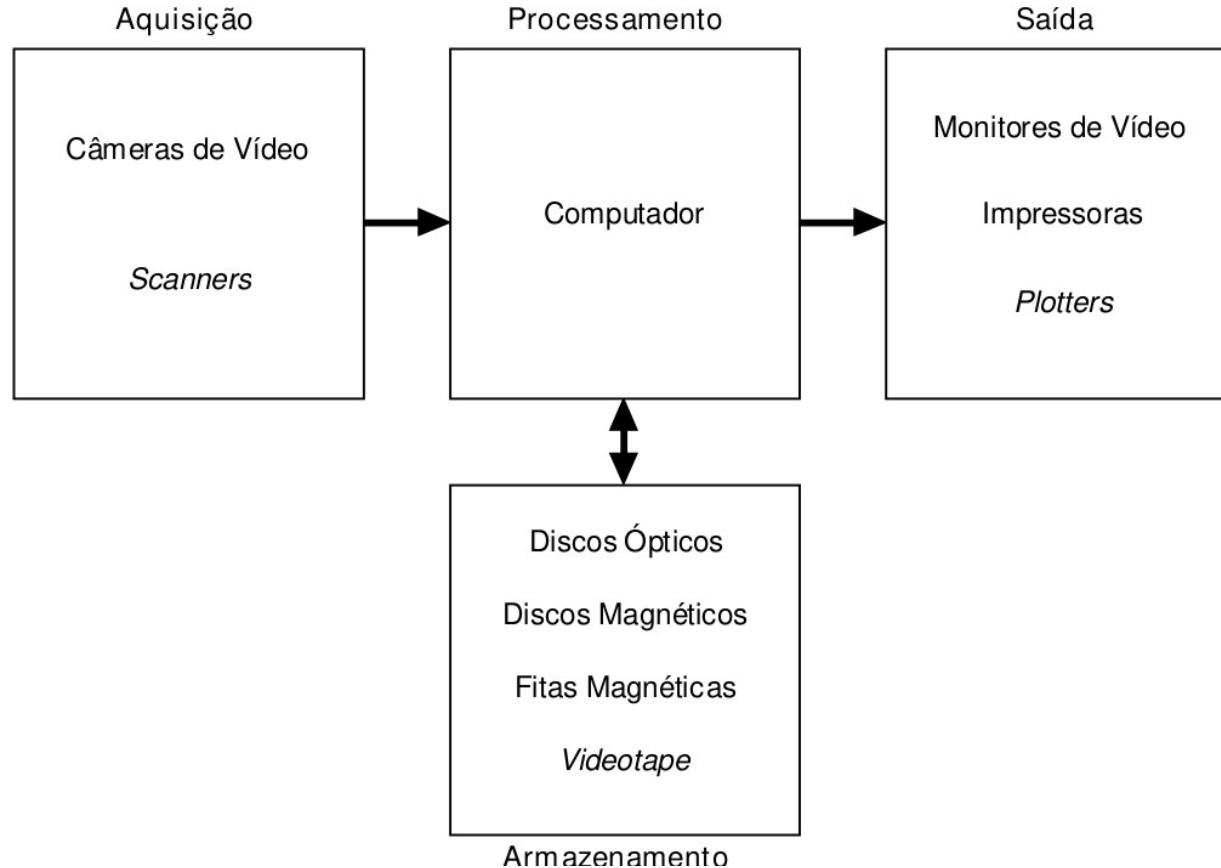 Aquisição
Processamento
Saída
Câmeras de Vídeo
Scanners
Computador
Monitores de Vídeo
Impressoras
Plotters
Discos Ópticos
Discos Magnéticos
Fitas Magnéticas
Videotape
Armazenamento